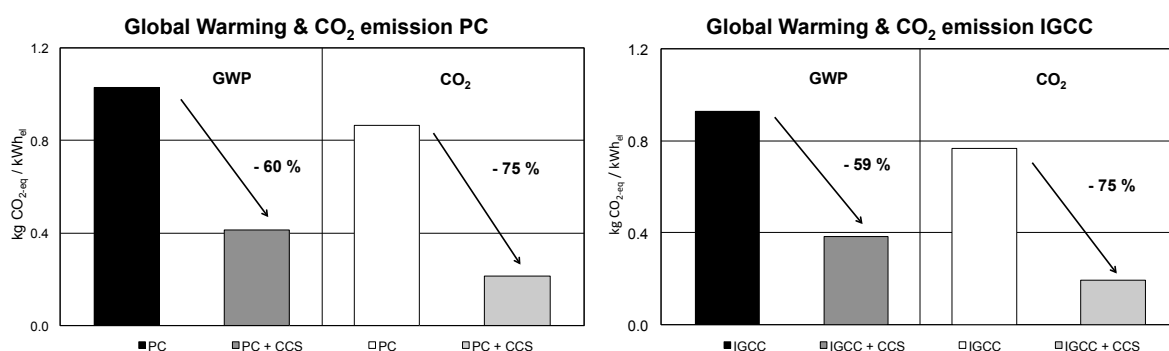 Global Warming & CO₂ emission PC
1.2
0.8
0.4
0.0
kg CO₂₋eq / kWhₑₗ
GWP
CO₂
- 60 %
- 75 %
PC
PC + CCS
PC
PC + CCS
Global Warming & CO₂ emission IGCC
1.2
0.8
0.4
0.0
kg CO₂₋eq / kWhₑₗ
GWP
CO₂
- 59 %
- 75 %
IGCC
IGCC + CCS
IGCC
IGCC + CCS